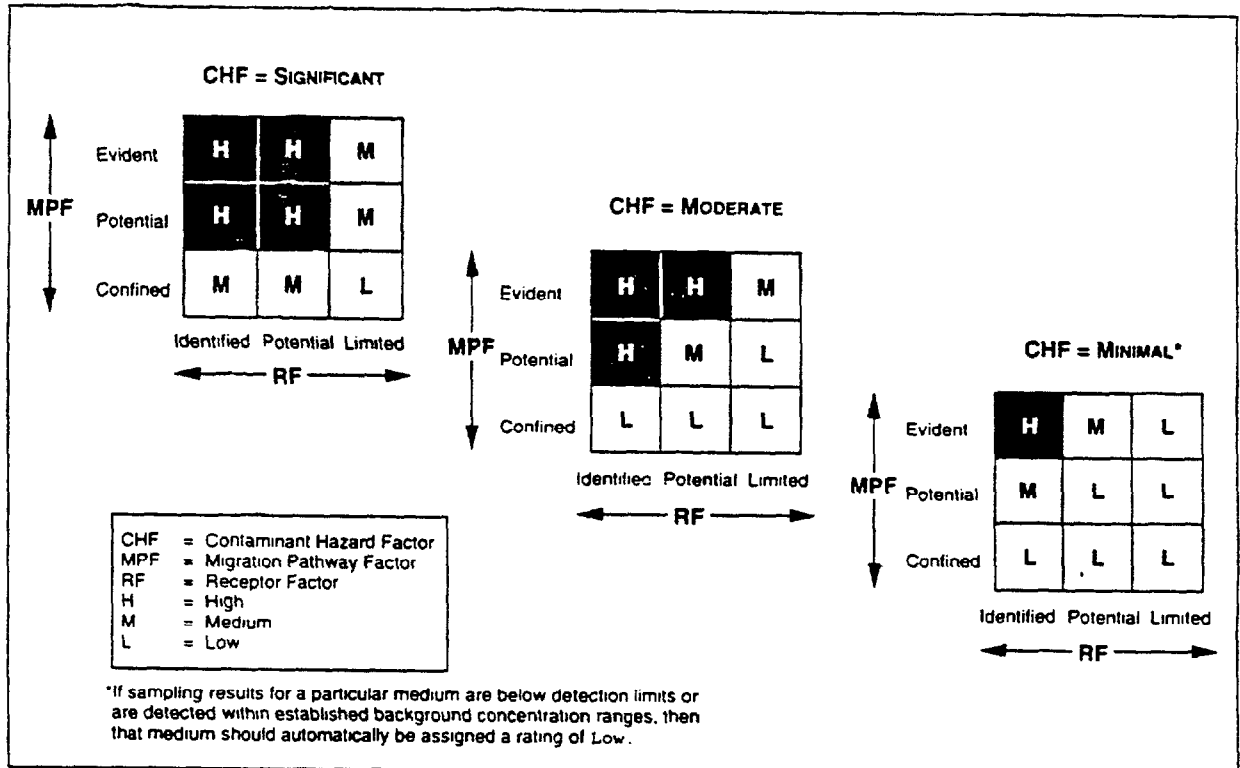 CHF = SIGNIFICANT
MPF
Evident H H M
Potential H H M
Confined M M L
Identified Potential Limited
RF
CHF = MODERATE
MPF
Evident H H M
Potential H M L
Confined L L L
Identified Potential Limited
RF
CHF = MINIMAL*
MPF
Evident H M L
Potential M L L
Confined L L L
Identified Potential Limited
RF
CHF = Contaminant Hazard Factor
MPF = Migration Pathway Factor
RF = Receptor Factor
H = High
M = Medium
L = Low
*If sampling results for a particular medium are below detection limits or
are detected within established background concentration ranges, then
that medium should automatically be assigned a rating of Low.